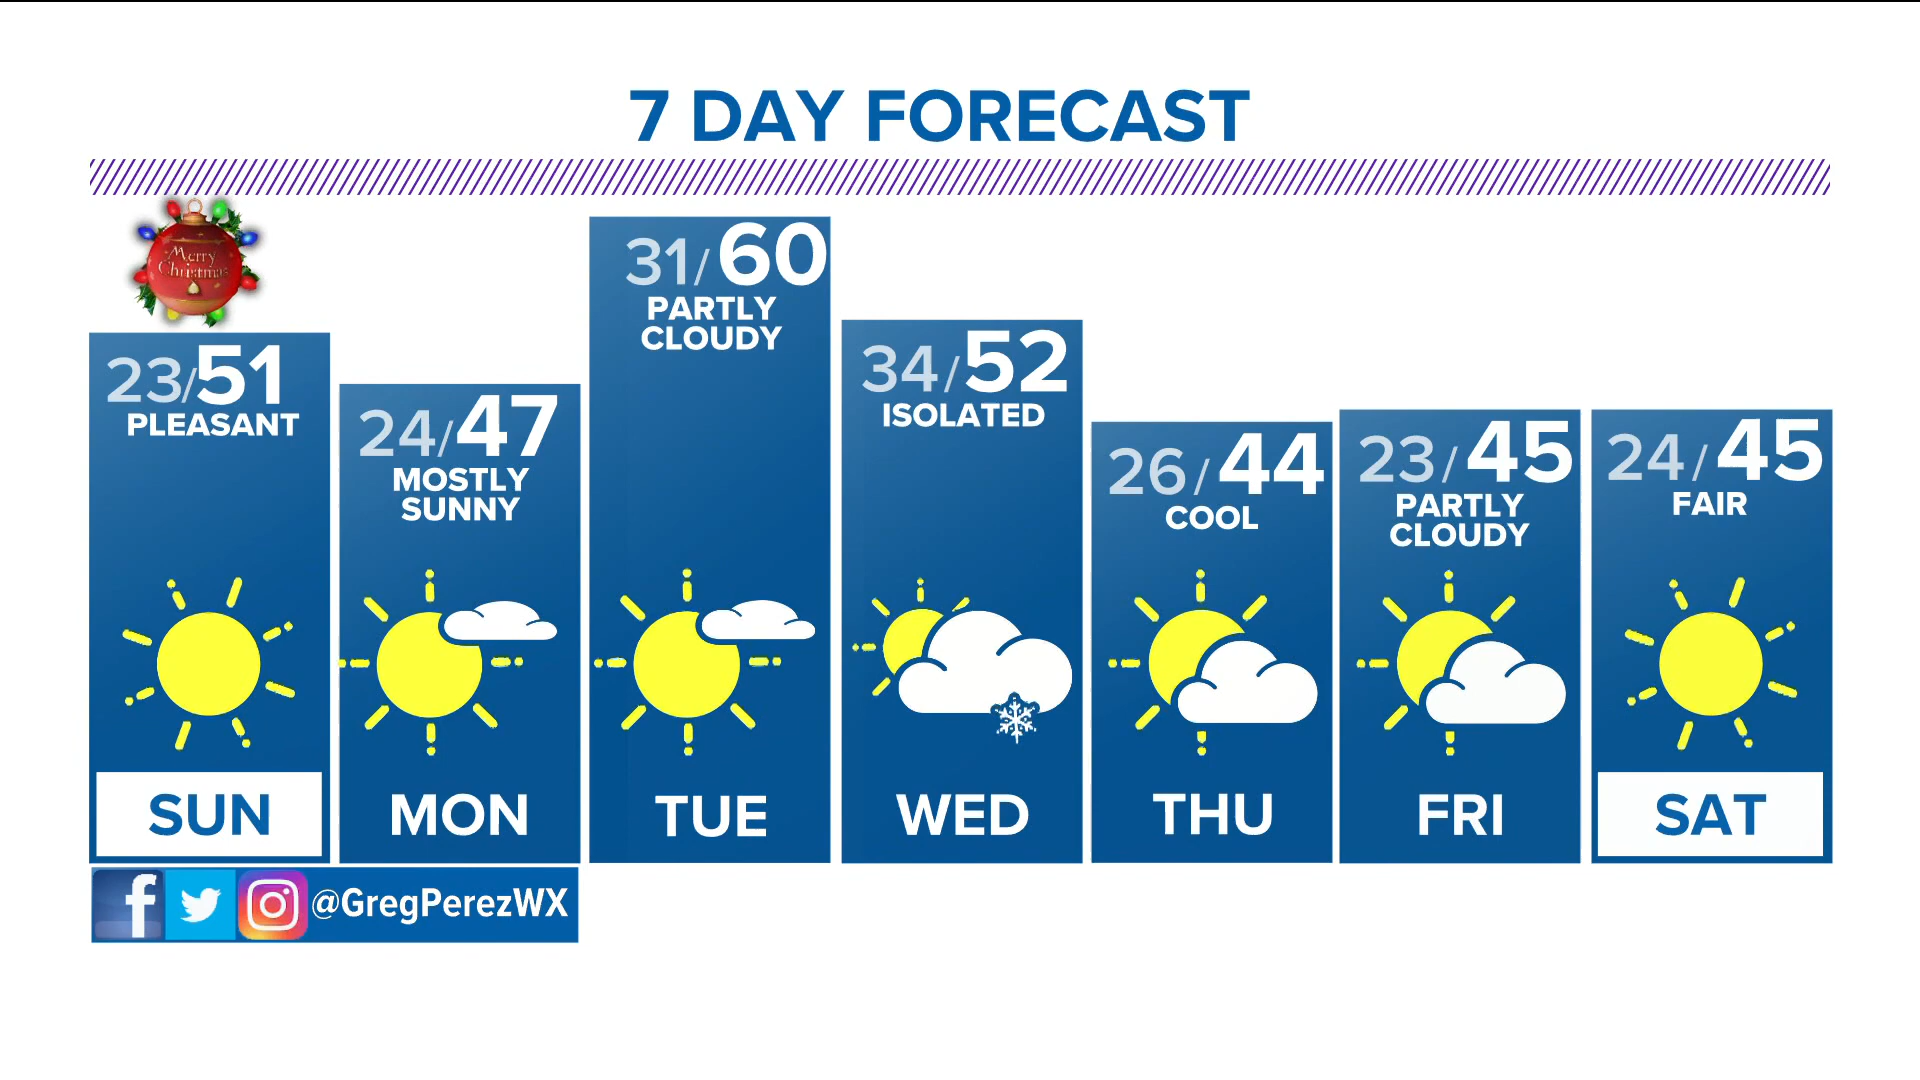 7 DAY FORECAST
Merry
Christmas
23/51
PLEASANT
SUN
24/47
MOSTLY
SUNNY
MON
31/60
PARTLY
CLOUDY
TUE
34/52
ISOLATED
WED
26/44
COOL
THU
23/45
PARTLY
CLOUDY
FRI
24/45
FAIR
SAT
@GregPerezWX